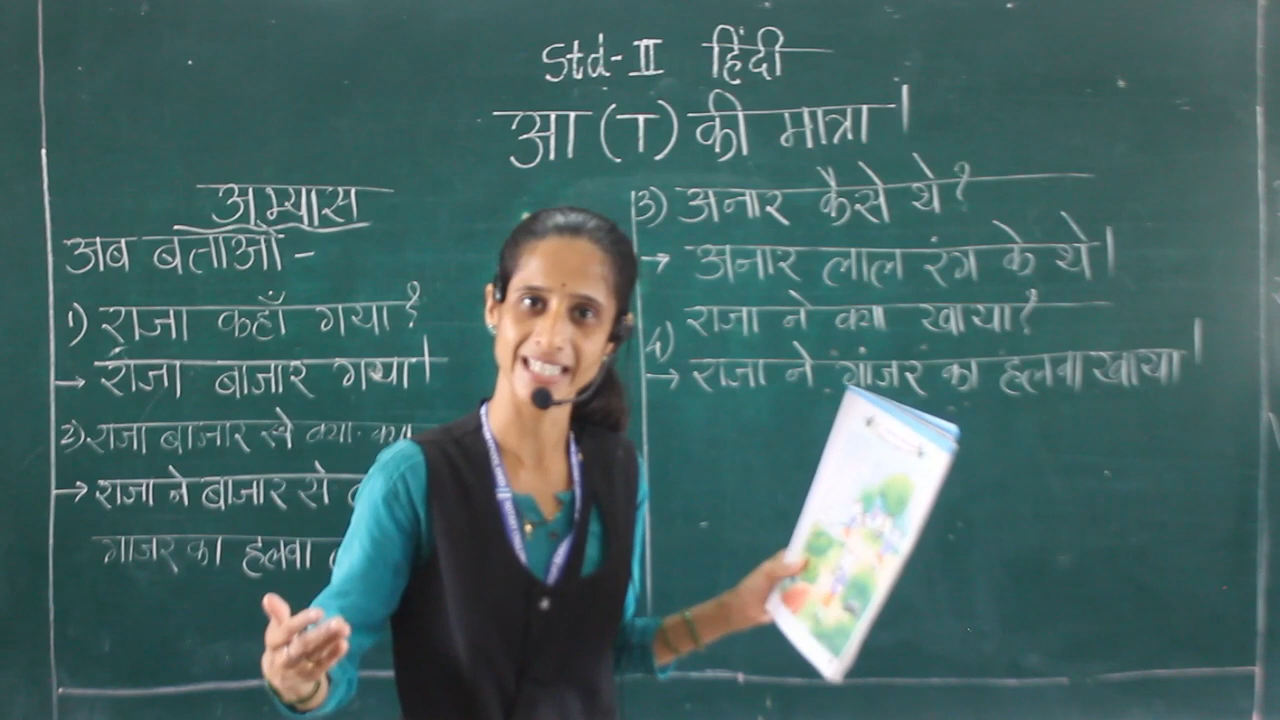 Std-II हिंदी
आ (ा) की मात्रा।
अभ्यास
अब बताओ -
1) राजा कहाँ गया?
→ राजा बाजार गया।
2) राजा बाजार से क्या-क्या
→ राजा ने बाजार से
गाजर का हलवा
3) अनार कैसे थे?
→ अनार लाल रंग के थे।
4) राजा ने क्या खाया?
→ राजा ने गांजर का हलवा खाया।